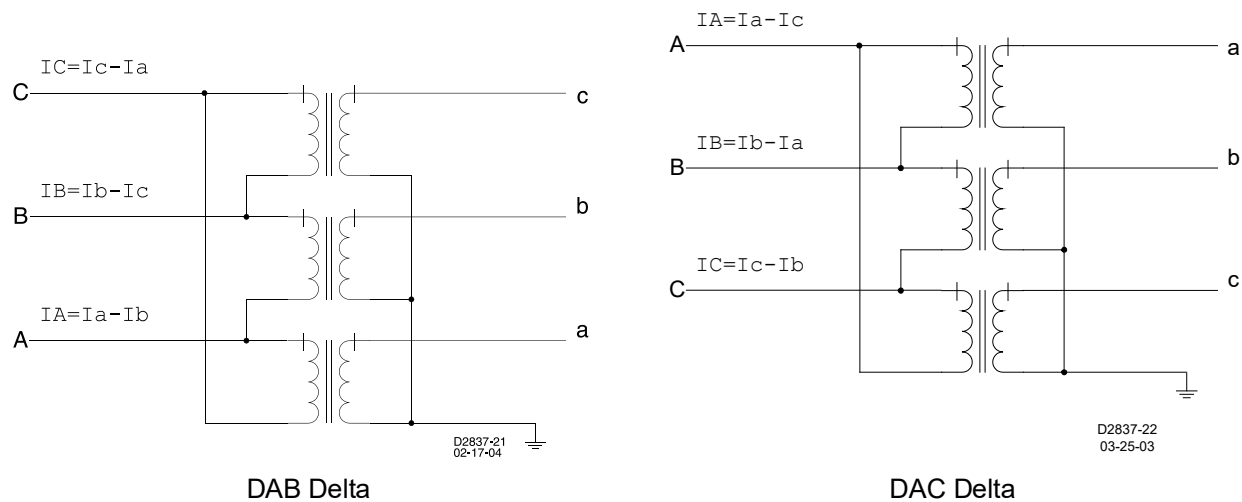 IC=Ic-Ia
C
c
IB=Ib-Ic
B
b
IA=Ia-Ib
A
a
D2837-21
02-17-04
DAB Delta
IA=Ia-Ic
A
a
IB=Ib-Ia
B
b
IC=Ic-Ib
C
c
D2837-22
03-25-03
DAC Delta